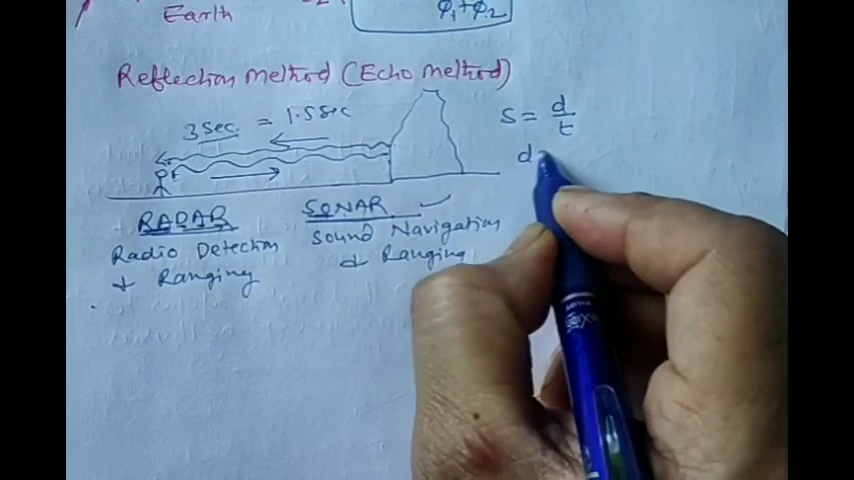 Earth
φ1+φ2
Reflection method (Echo method)
3 sec. = 1.5 sec
S = d/t
d
RADAR
Radio Detection
+ Ranging
SONAR
Sound Navigation
& Ranging